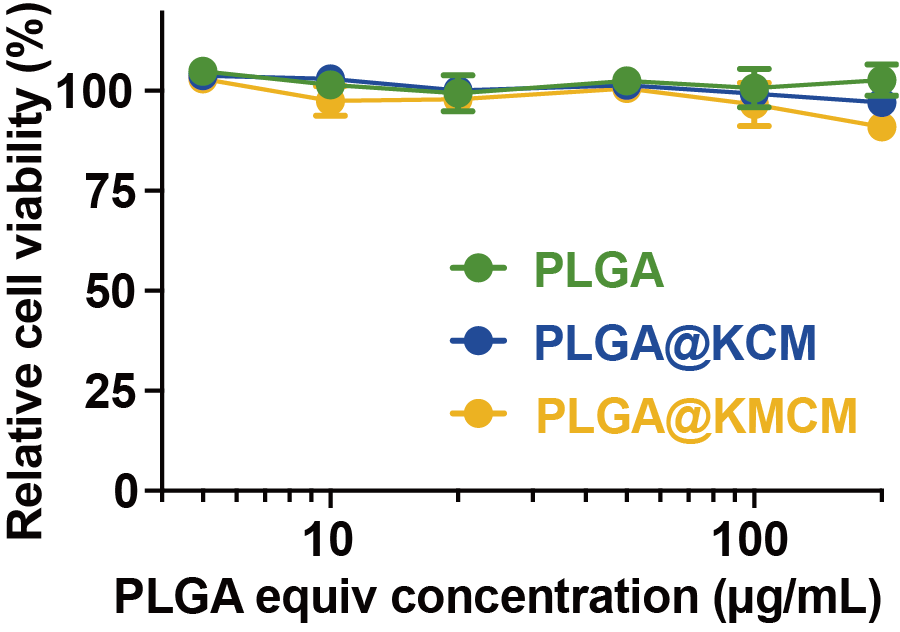 Relative cell viability (%)
100
75
50
25
0
PLGA
PLGA@KCM
PLGA@KMCM
10
100
PLGA equiv concentration (μg/mL)